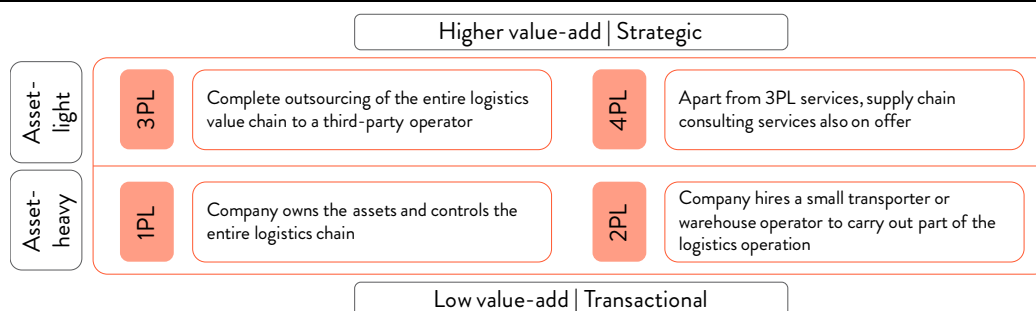 Higher value-add | Strategic
Asset-
light
3PL
Complete outsourcing of the entire logistics
value chain to a third-party operator
4PL
Apart from 3PL services, supply chain
consulting services also on offer
Asset-
heavy
1PL
Company owns the assets and controls the
entire logistics chain
2PL
Company hires a small transporter or
warehouse operator to carry out part of the
logistics operation
Low value-add | Transactional